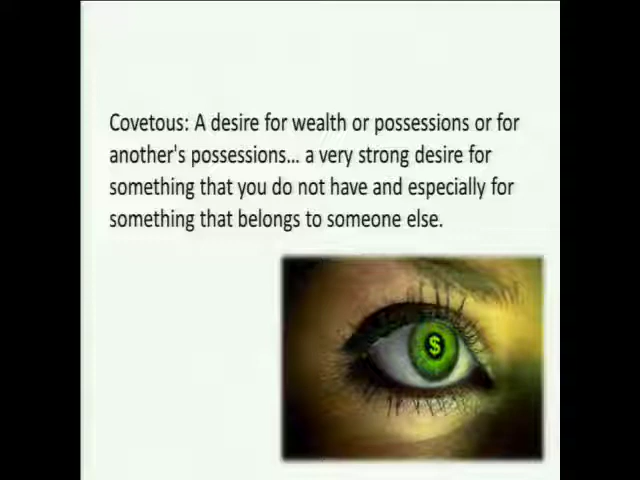 Covetous: A desire for wealth or possessions or for
another's possessions... a very strong desire for
something that you do not have and especially for
something that belongs to someone else.
$